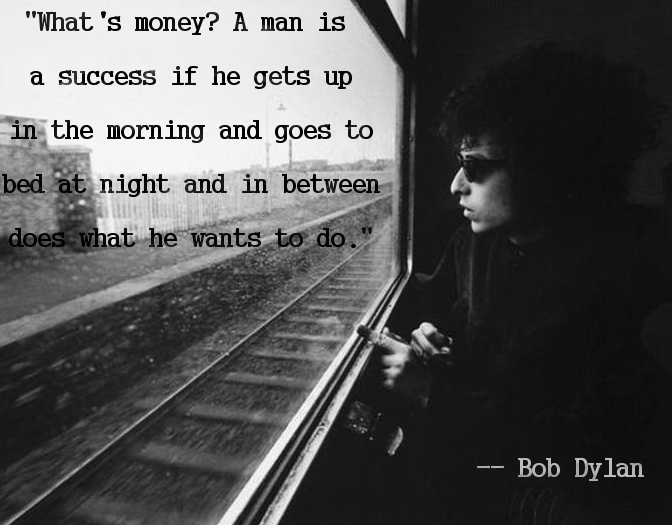 "What's money? A man is
a success if he gets up
in the morning and goes to
bed at night and in between
does what he wants to do."
-- Bob Dylan